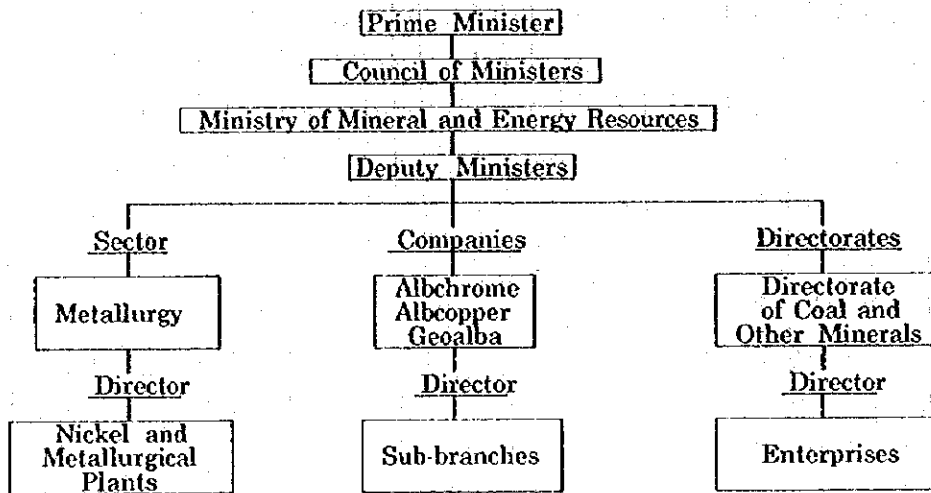 Prime Minister
Council of Ministers
Ministry of Mineral and Energy Resources
Deputy Ministers
Sector
Companies
Directorates
Metallurgy
Albchrome
Albcopper
Geoalba
Directorate
of Coal and
Other Minerals
Director
Director
Director
Nickel and
Metallurgical
Plants
Sub-branches
Enterprises